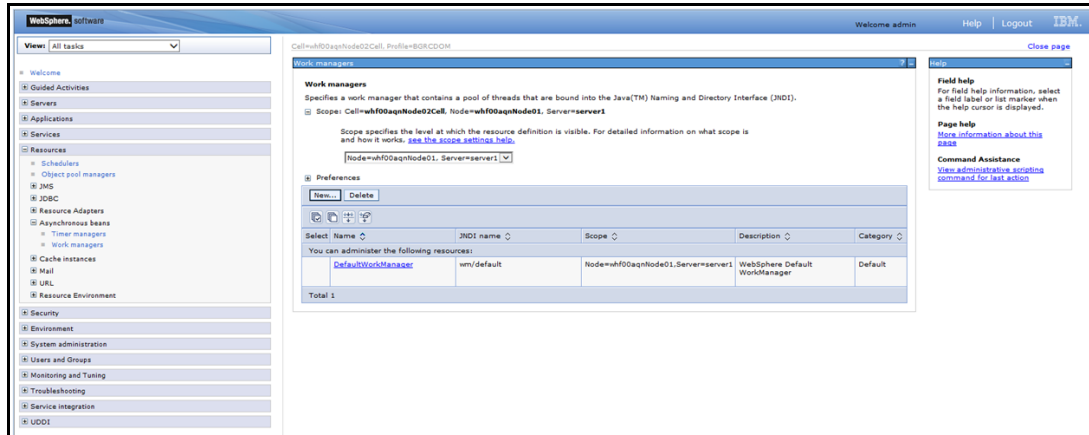 WebSphere. software
Welcome admin
Help | Logout
IBM.
View: All tasks
Welcome
Guided Activities
Servers
Applications
Services
Resources
Schedulers
Object pool managers
JMS
JDBC
Resource Adapters
Asynchronous beans
Timer managers
Work managers
Cache instances
Mail
URL
Resource Environment
Security
Environment
System administration
Users and Groups
Monitoring and Tuning
Troubleshooting
Service integration
UDDI
Cell=whf00aqnNode02Cell, Profile=BGRCDOM
Close page
Work managers
Work managers
Specifies a work manager that contains a pool of threads that are bound into the Java(TM) Naming and Directory Interface (JNDI).
Scope: Cell=whf00aqnNode02Cell, Node=whf00aqnNode01, Server=server1
Scope specifies the level at which the resource definition is visible. For detailed information on what scope is
and how it works, see the scope settings help.
Node=whf00aqnNode01, Server=server1
Preferences
New... Delete
Select Name JNDI name Scope Description Category
You can administer the following resources:
DefaultWorkManager wm/default Node=whf00aqnNode01,Server=server1 WebSphere Default Default
WorkManager
Total 1
Help
Field help
For field help information, select
a field label or list marker when
the help cursor is displayed.
Page help
More information about this
page
Command Assistance
View administrative scripting
command for last action